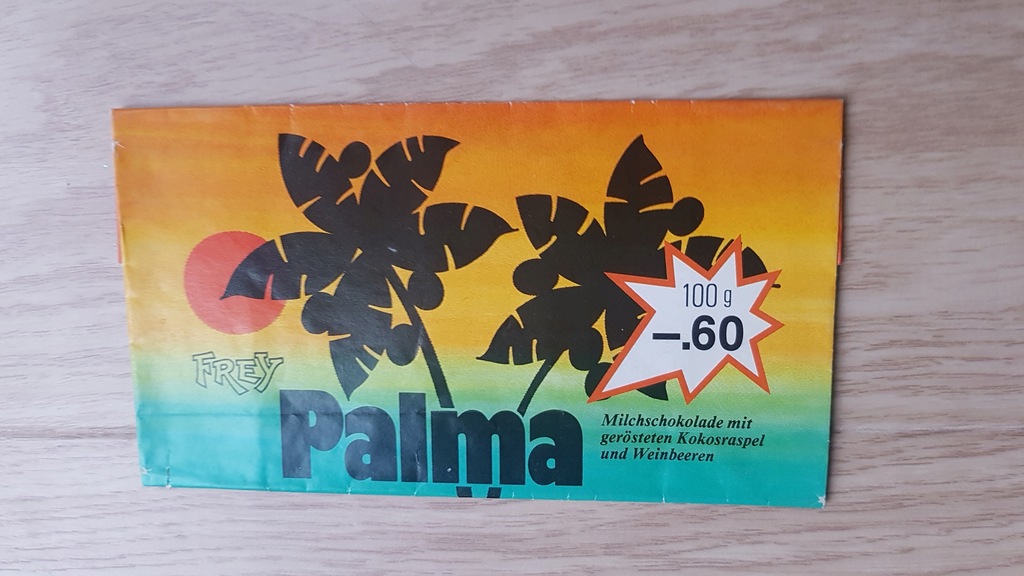 100 g
–.60
FREY
Palma
Milchschokolade mit
gerösteten Kokosraspel
und Weinbeeren